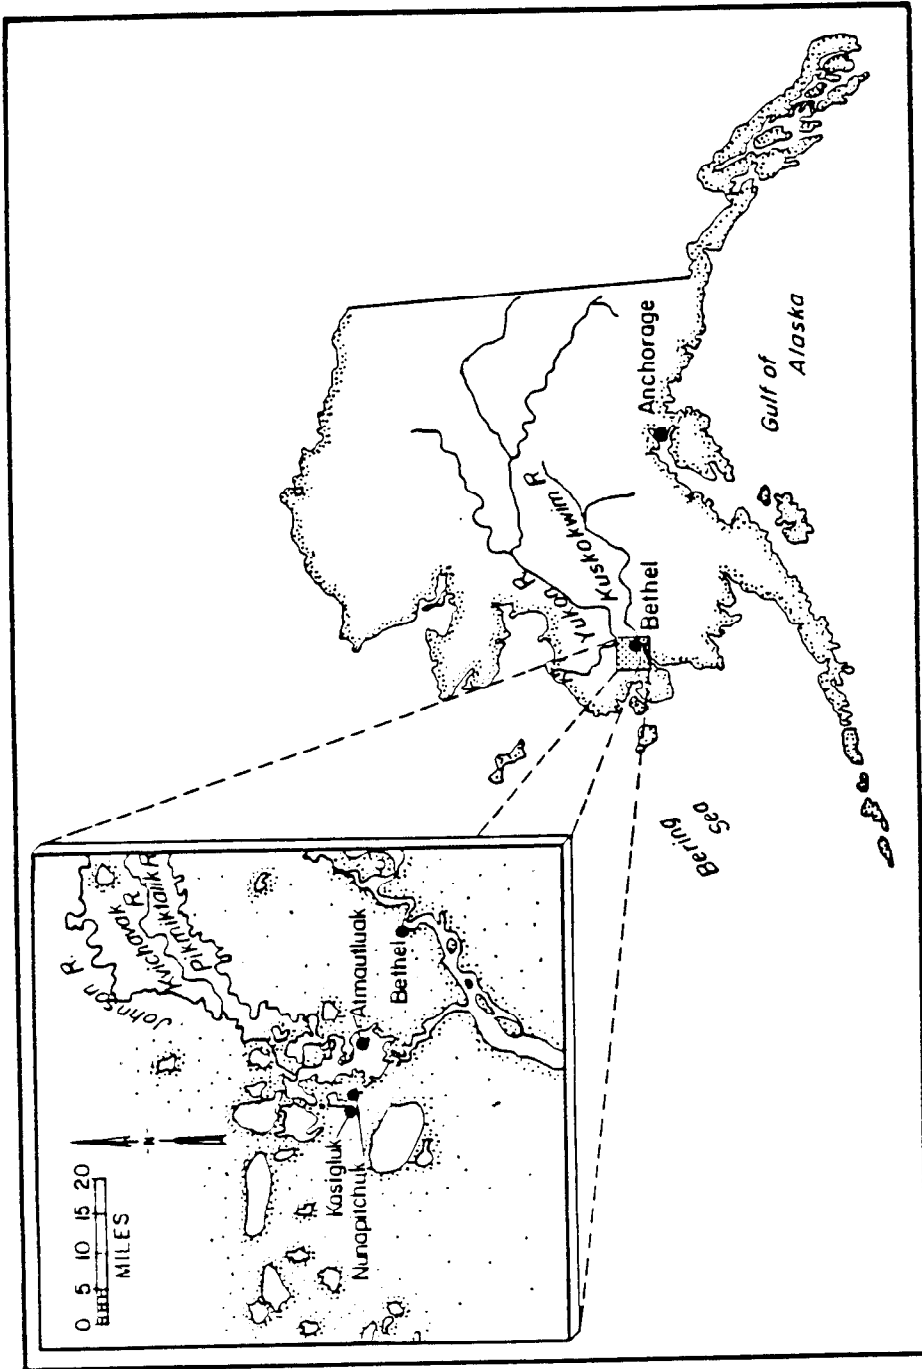 Johnson R.
Kvichavak R
Pikmiktalik R
Atmautluak
Bethel
Kasigluk
Nunapitchuk
N
0 5 10 15 20
MILES
Yukon R.
Kuskokwim R.
Bethel
Anchorage
Gulf of
Alaska
Bering
Sea